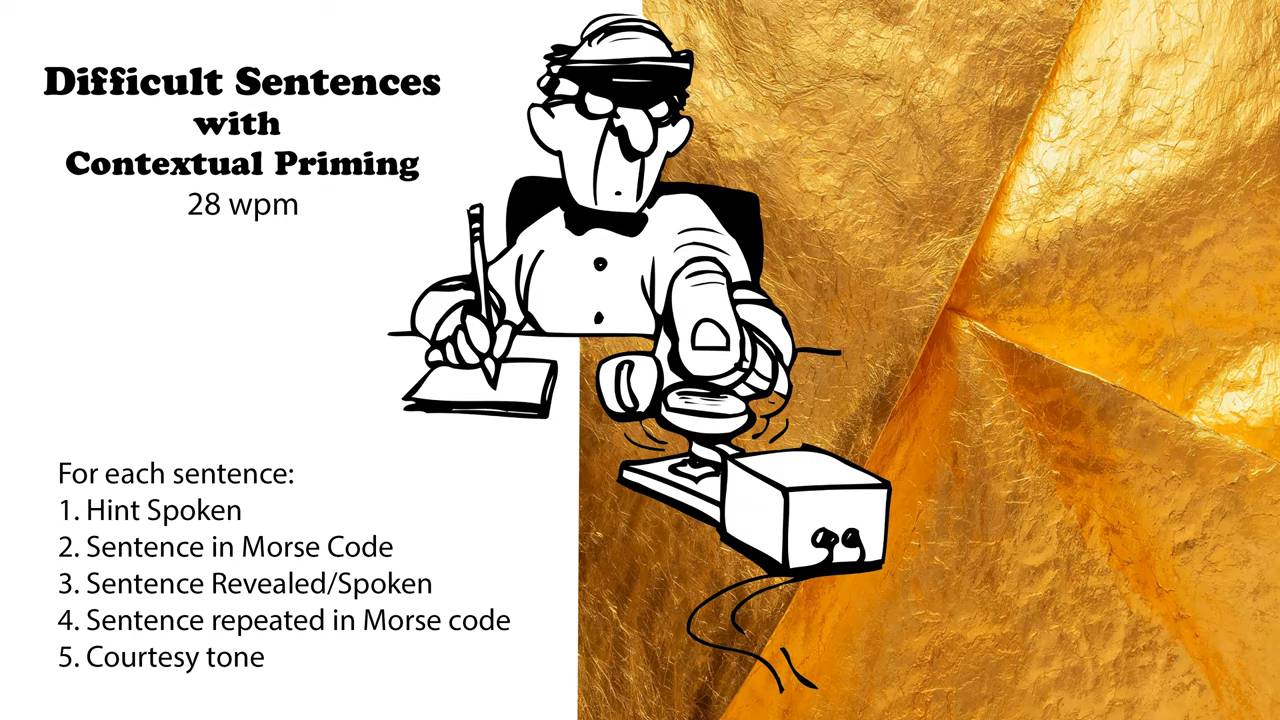 Difficult Sentences
with
Contextual Priming
28 wpm
For each sentence:
1. Hint Spoken
2. Sentence in Morse Code
3. Sentence Revealed/Spoken
4. Sentence repeated in Morse code
5. Courtesy tone